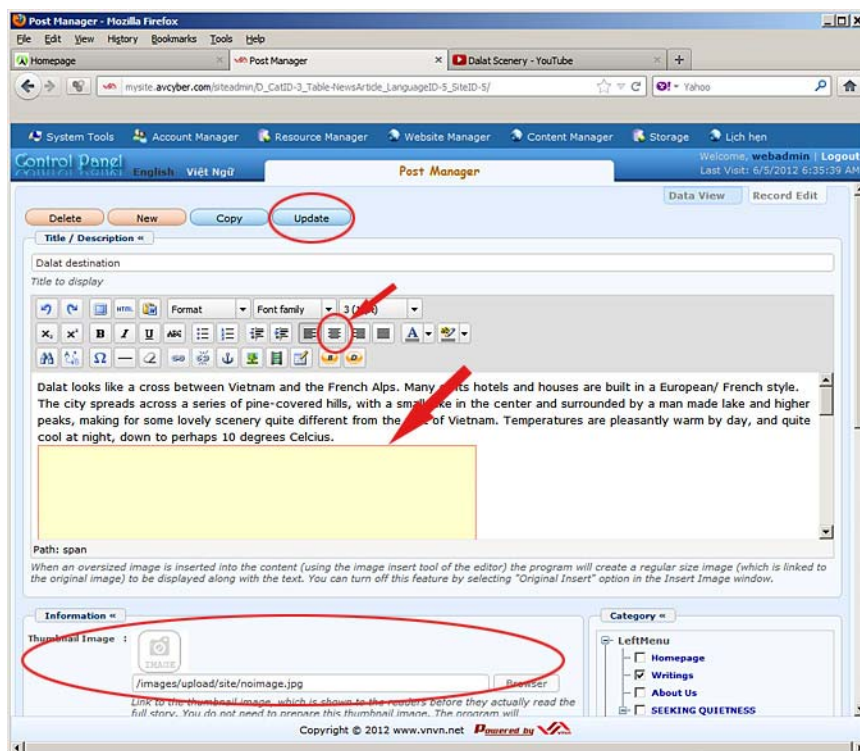 Post Manager - Mozilla Firefox
File Edit View History Bookmarks Tools Help
Homepage
Post Manager
Dalat Scenery - YouTube
mysite.avcyber.com/siteadmin/D_CatID-3_Table-NewsArticle_LanguageID-5_SiteID-5/
Yahoo
System Tools Account Manager Resource Manager Website Manager Content Manager Storage Lịch hẹn
Control Panel English Việt Ngữ Post Manager
Welcome, webadmin | Logout
Last Visit: 6/5/2012 6:35:39 AM
Data View Record Edit
Delete New Copy Update
Title / Description «
Dalat destination
Title to display
HTML Format Font family 3
B I U ABC A
Dalat looks like a cross between Vietnam and the French Alps. Many hotels and houses are built in a European/ French style.
The city spreads across a series of pine-covered hills, with a small in the center and surrounded by a man made lake and higher
peaks, making for some lovely scenery quite different from the of Vietnam. Temperatures are pleasantly warm by day, and quite
cool at night, down to perhaps 10 degrees Celcius.
Path: span
When an oversized image is inserted into the content (using the image insert tool of the editor) the program will create a regular size image (which is linked to
the original image) to be displayed along with the text. You can turn off this feature by selecting "Original Insert" option in the Insert Image window.
Information «
Thumbnail Image :
IMAGE
/images/upload/site/noimage.jpg
Browser
Link to the thumbnail image, which is shown to the readers before they actually read the
full story. You do not need to prepare this thumbnail image. The program will
Category «
LeftMenu
Homepage
Writings
About Us
SEEKING QUIETNESS
Copyright © 2012 www.vnvn.net Powered by